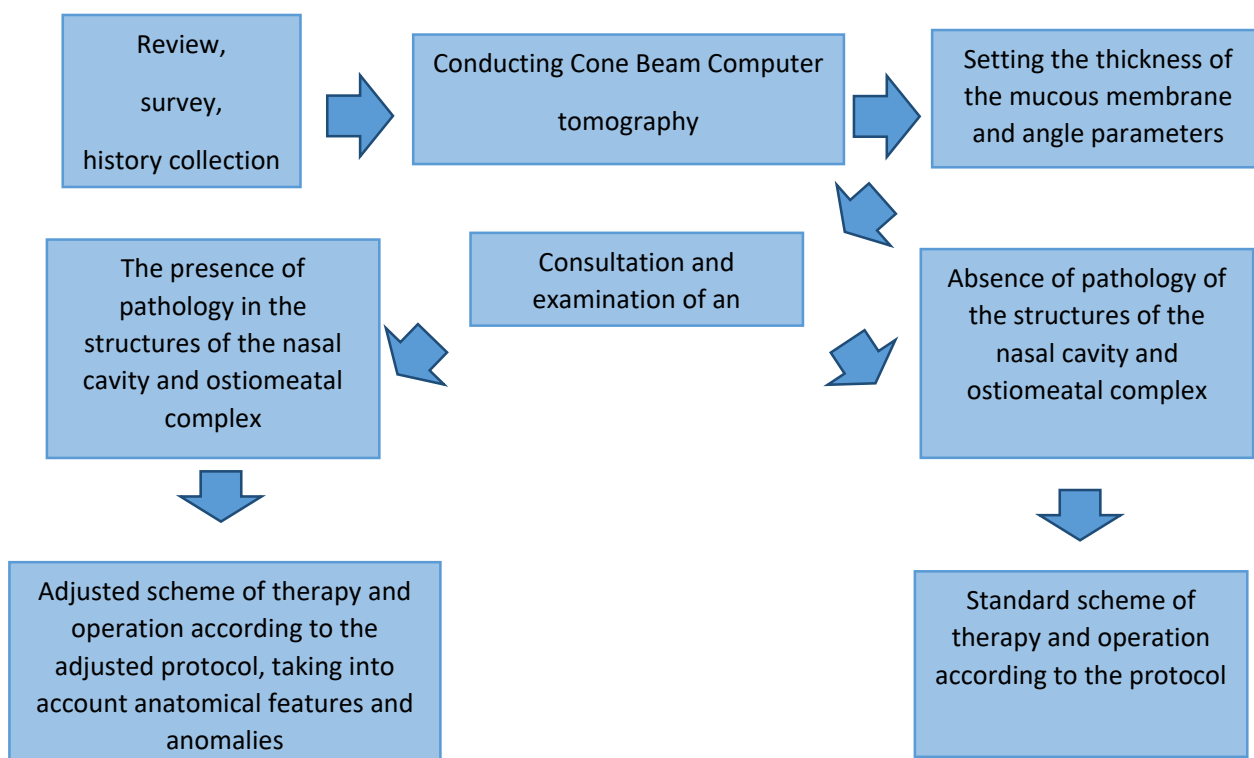 Review,
survey,
history collection
Conducting Cone Beam Computer
tomography
Setting the thickness of
the mucous membrane
and angle parameters
The presence of
pathology in the
structures of the nasal
cavity and ostiomeatal
complex
Consultation and
examination of an
Absence of pathology of
the structures of the
nasal cavity and
ostiomeatal complex
Adjusted scheme of therapy and
operation according to the
adjusted protocol, taking into
account anatomical features and
anomalies
Standard scheme of
therapy and operation
according to the protocol